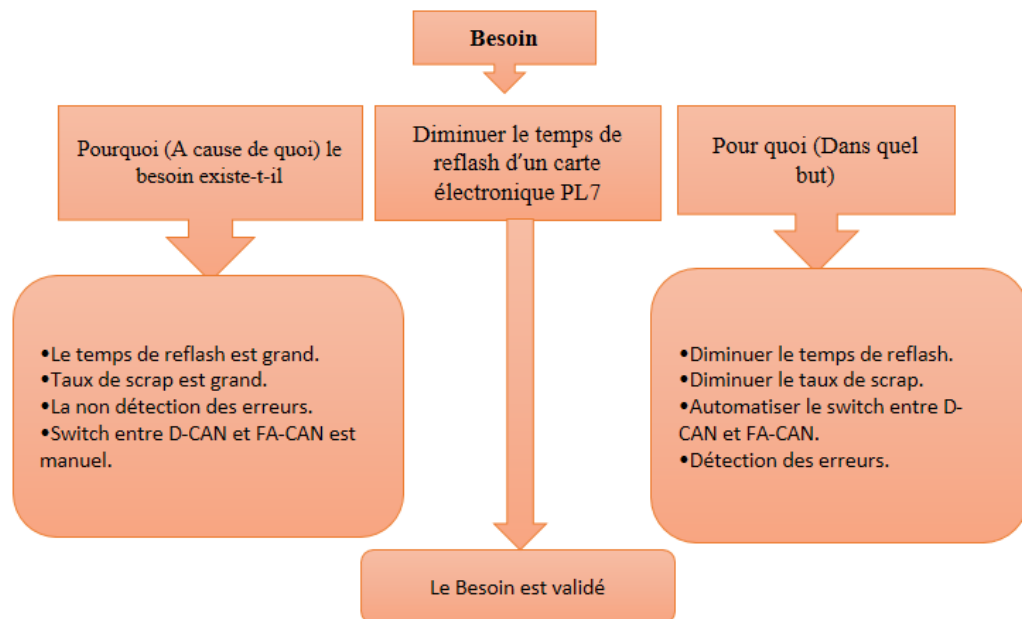 Besoin
Pourquoi (A cause de quoi) le
besoin existe-t-il
Diminuer le temps de
reflash d’un carte
électronique PL7
Pour quoi (Dans quel
but)
•Le temps de reflash est grand.
•Taux de scrap est grand.
•La non détection des erreurs.
•Switch entre D-CAN et FA-CAN est
manuel.
•Diminuer le temps de reflash.
•Diminuer le taux de scrap.
•Automatiser le switch entre D-
CAN et FA-CAN.
•Détection des erreurs.
Le Besoin est validé